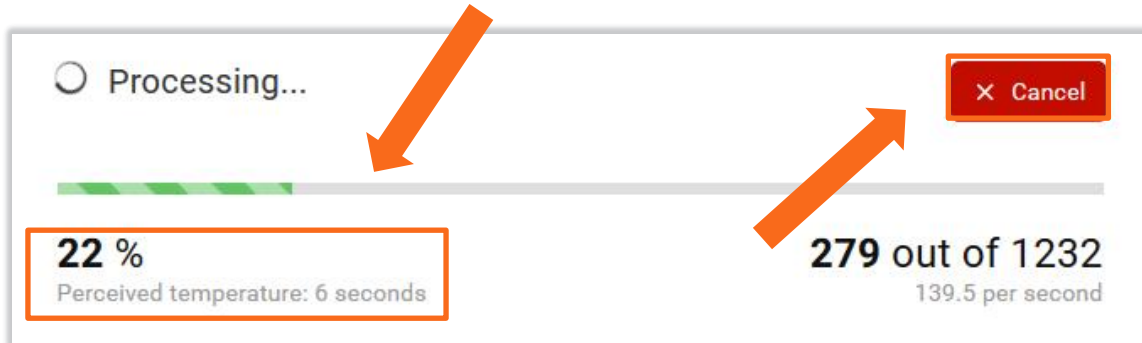 Processing...
× Cancel
22 %
279 out of 1232
Perceived temperature: 6 seconds
139.5 per second